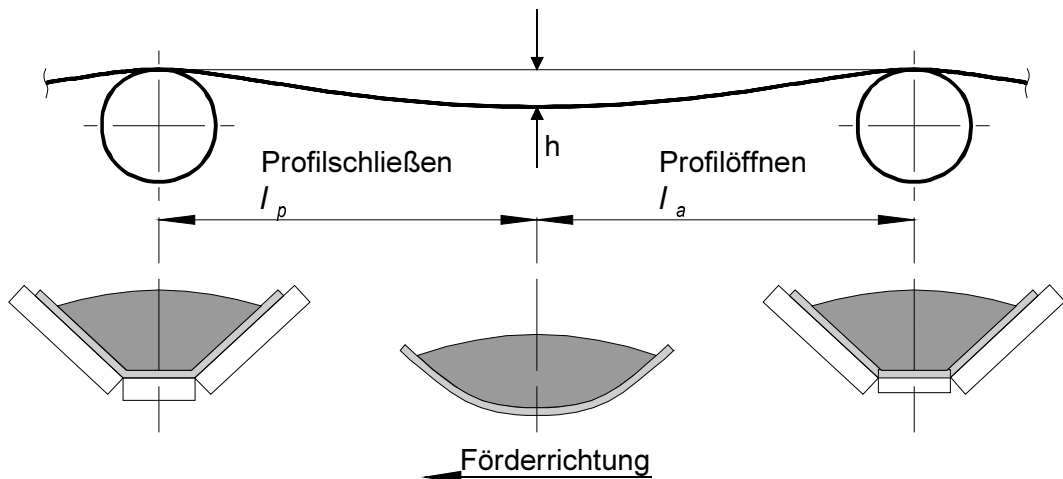 h
Profilschließen
l p
Profilöffnen
l a
Förderrichtung